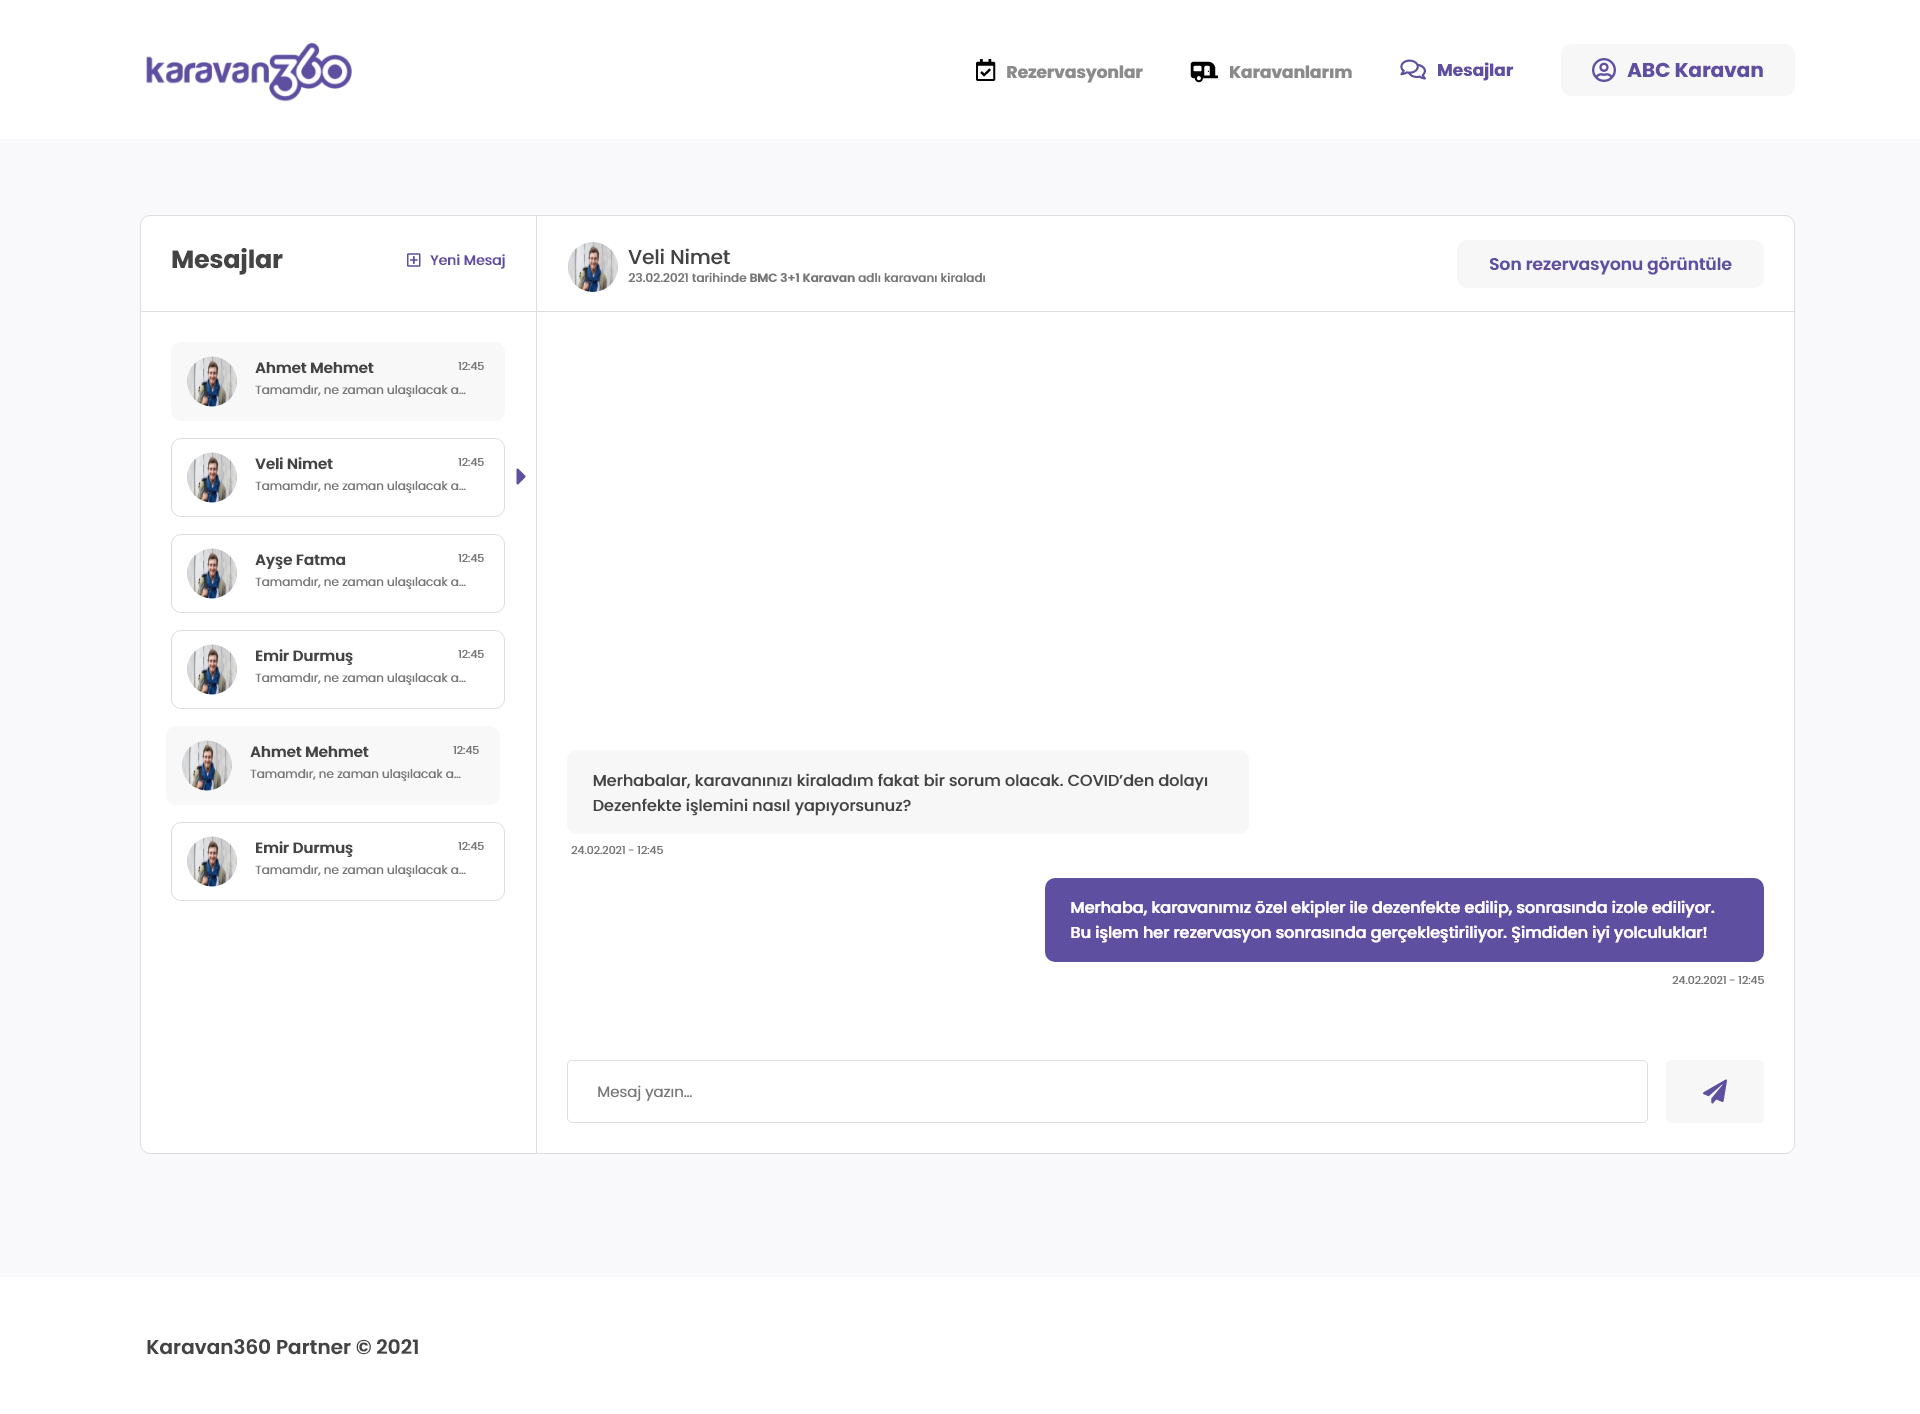 karavan360
Rezervasyonlar
Karavanlarım
Mesajlar
ABC Karavan
Mesajlar
Yeni Mesaj
Ahmet Mehmet
12:45
Tamamdır, ne zaman ulaşılacak a...
Veli Nimet
12:45
Tamamdır, ne zaman ulaşılacak a...
Ayşe Fatma
12:45
Tamamdır, ne zaman ulaşılacak a...
Emir Durmuş
12:45
Tamamdır, ne zaman ulaşılacak a...
Ahmet Mehmet
12:45
Tamamdır, ne zaman ulaşılacak a...
Emir Durmuş
12:45
Tamamdır, ne zaman ulaşılacak a...
Veli Nimet
23.02.2021 tarihinde BMC 3+1 Karavan adlı karavanı kiraladı
Son rezervasyonu görüntüle
Merhabalar, karavanınızı kiraladım fakat bir sorum olacak. COVID’den dolayı
Dezenfekte işlemini nasıl yapıyorsunuz?
24.02.2021 - 12:45
Merhaba, karavanımız özel ekipler ile dezenfekte edilip, sonrasında izole ediliyor.
Bu işlem her rezervasyon sonrasında gerçekleştiriliyor. Şimdiden iyi yolculuklar!
24.02.2021 - 12:45
Mesaj yazın...
Karavan360 Partner © 2021